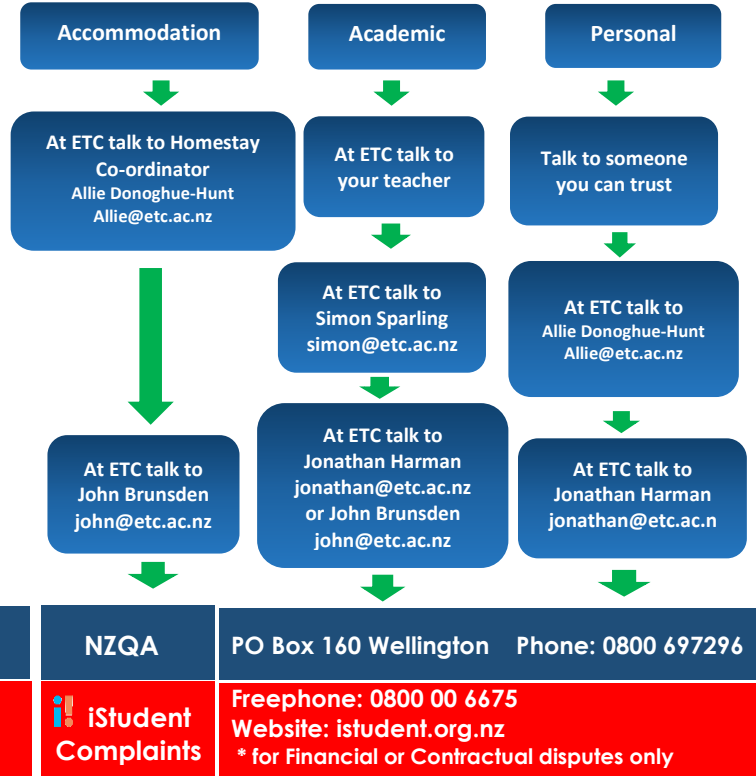 Accommodation
At ETC talk to Homestay
Co-ordinator
Allie Donoghue-Hunt
Allie@etc.ac.nz
At ETC talk to
John Brunsden
john@etc.ac.nz
Academic
At ETC talk to
your teacher
At ETC talk to
Simon Sparling
simon@etc.ac.nz
At ETC talk to
Jonathan Harman
jonathan@etc.ac.nz
or John Brunsden
john@etc.ac.nz
Personal
Talk to someone
you can trust
At ETC talk to
Allie Donoghue-Hunt
Allie@etc.ac.nz
At ETC talk to
Jonathan Harman
jonathan@etc.ac.n
NZQA
PO Box 160 Wellington Phone: 0800 697296
iStudent
Complaints
Freephone: 0800 00 6675
Website: istudent.org.nz
* for Financial or Contractual disputes only